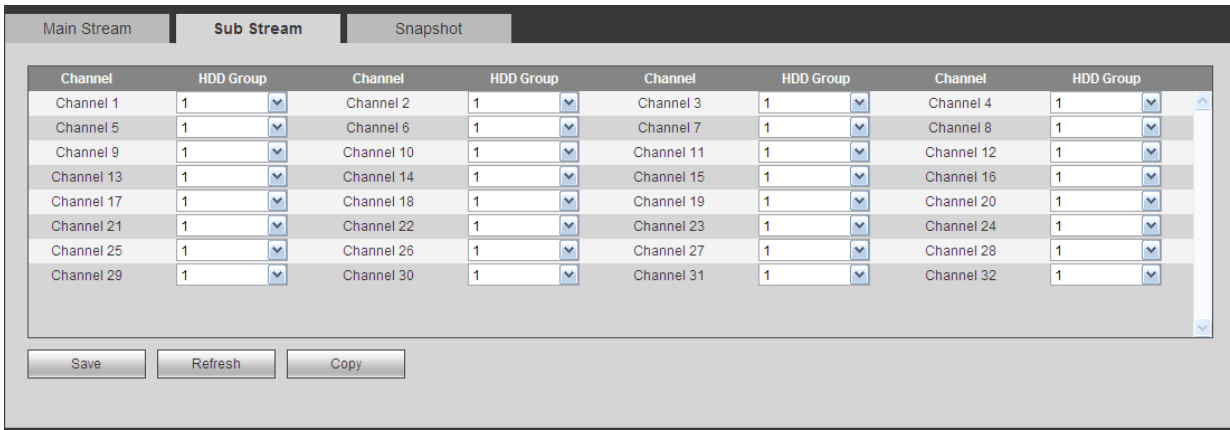 Main Stream Sub Stream Snapshot
Channel HDD Group Channel HDD Group Channel HDD Group Channel HDD Group
Channel 1 1 Channel 2 1 Channel 3 1 Channel 4 1
Channel 5 1 Channel 6 1 Channel 7 1 Channel 8 1
Channel 9 1 Channel 10 1 Channel 11 1 Channel 12 1
Channel 13 1 Channel 14 1 Channel 15 1 Channel 16 1
Channel 17 1 Channel 18 1 Channel 19 1 Channel 20 1
Channel 21 1 Channel 22 1 Channel 23 1 Channel 24 1
Channel 25 1 Channel 26 1 Channel 27 1 Channel 28 1
Channel 29 1 Channel 30 1 Channel 31 1 Channel 32 1
Save Refresh Copy